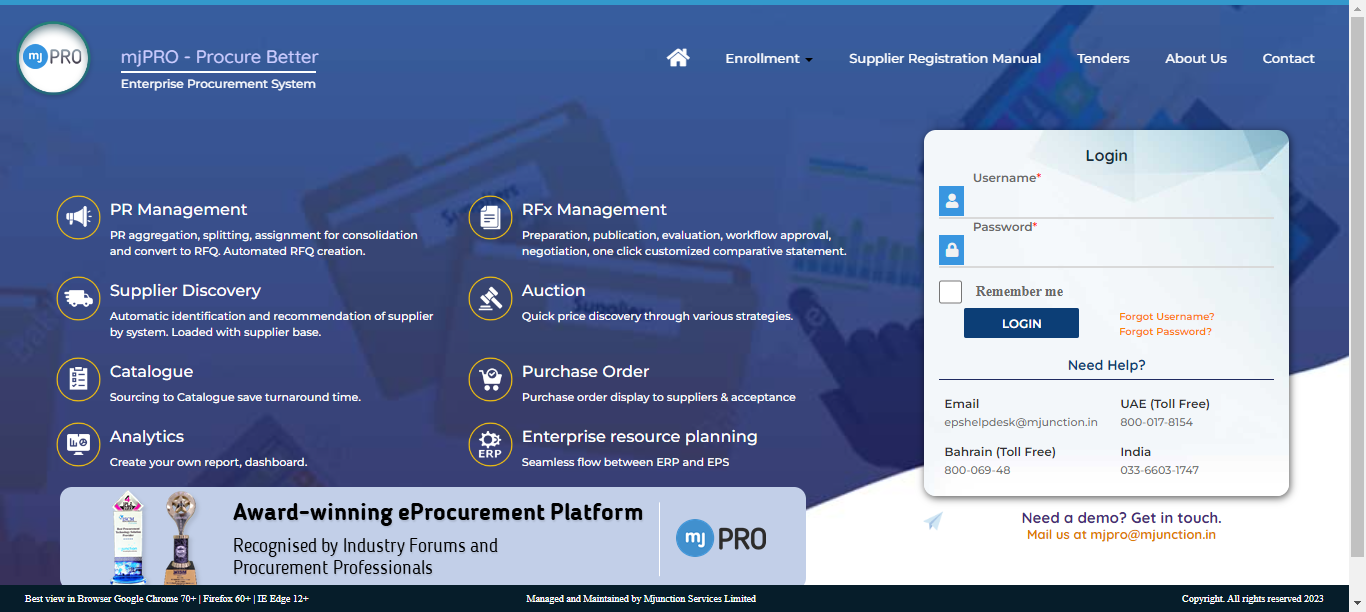 mj PRO
mjPRO - Procure Better
Enterprise Procurement System
Enrollment
Supplier Registration Manual
Tenders
About Us
Contact
PR Management
PR aggregation, splitting, assignment for consolidation
and convert to RFQ. Automated RFQ creation.
RFx Management
Preparation, publication, evaluation, workflow approval,
negotiation, one click customized comparative statement.
Supplier Discovery
Automatic identification and recommendation of supplier
by system. Loaded with supplier base.
Auction
Quick price discovery through various strategies.
Catalogue
Sourcing to Catalogue save turnaround time.
Purchase Order
Purchase order display to suppliers & acceptance
Analytics
Create your own report, dashboard.
ERP
Enterprise resource planning
Seamless flow between ERP and EPS
Award-winning eProcurement Platform
Recognised by Industry Forums and
Procurement Professionals
mj PRO
Login
Username*
Password*
Remember me
LOGIN
Forgot Username?
Forgot Password?
Need Help?
Email
epshelpdesk@mjunction.in
UAE (Toll Free)
800-017-8154
Bahrain (Toll Free)
800-069-48
India
033-6603-1747
Need a demo? Get in touch.
Mail us at mjpro@mjunction.in
Best view in Browser Google Chrome 70+ | Firefox 60+ | IE Edge 12+
Managed and Maintained by Mjunction Services Limited
Copyright. All rights reserved 2023